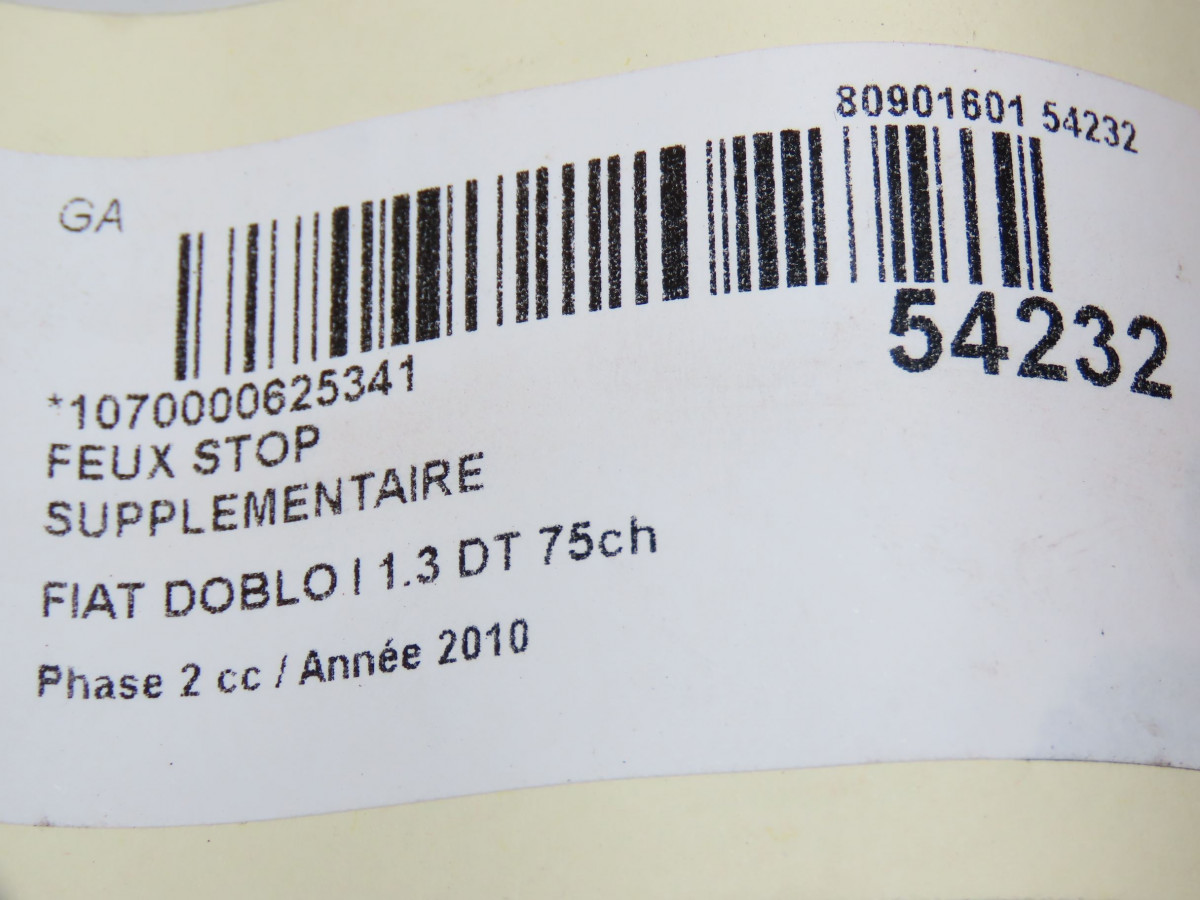 80901601 54232
GA
54232
*1070000625341
FEUX STOP
SUPPLEMENTAIRE
FIAT DOBLO I 1.3 DT 75ch
Phase 2 cc / Année 2010